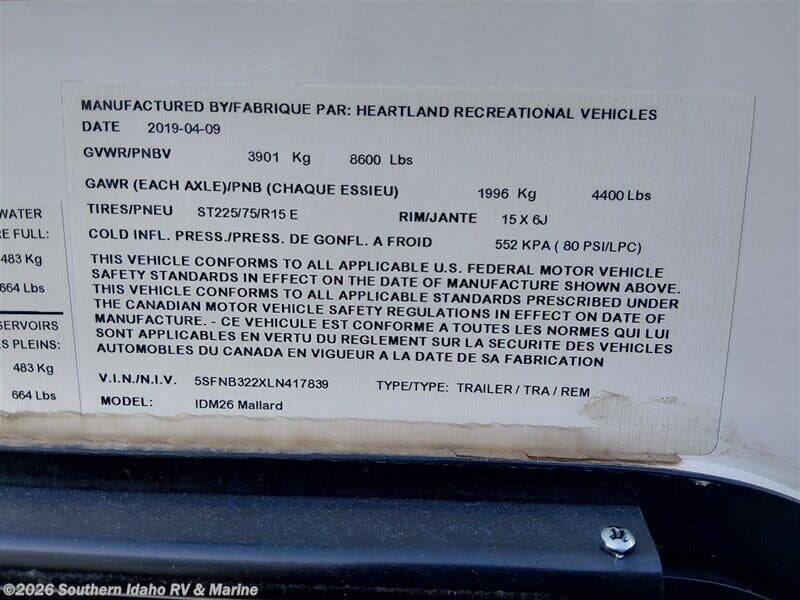 MANUFACTURED BY/FABRIQUE PAR: HEARTLAND RECREATIONAL VEHICLES
DATE 2019-04-09
GVWR/PNBV 3901 Kg 8600 Lbs
GAWR (EACH AXLE)/PNB (CHAQUE ESSIEU) 1996 Kg 4400 Lbs
TIRES/PNEU ST225/75/R15 E RIM/JANTE 15 X 6J
COLD INFL. PRESS./PRESS. DE GONFL. A FROID 552 KPA ( 80 PSI/LPC)
THIS VEHICLE CONFORMS TO ALL APPLICABLE U.S. FEDERAL MOTOR VEHICLE
SAFETY STANDARDS IN EFFECT ON THE DATE OF MANUFACTURE SHOWN ABOVE.
THIS VEHICLE CONFORMS TO ALL APPLICABLE STANDARDS PRESCRIBED UNDER
THE CANADIAN MOTOR VEHICLE SAFETY REGULATIONS IN EFFECT ON DATE OF
MANUFACTURE. - CE VEHICULE EST CONFORME A TOUTES LES NORMES QUI LUI
SONT APPLICABLES EN VERTU DU REGLEMENT SUR LA SECURITE DES VEHICLES
AUTOMOBILES DU CANADA EN VIGUEUR A LA DATE DE SA FABRICATION
V.I.N./N.I.V. 5SFNB322XLN417839 TYPE/TYPE: TRAILER / TRA / REM
MODEL: IDM26 Mallard
WATER
FULL:
483 Kg
664 Lbs
PLEINS:
483 Kg
664 Lbs
©2026 Southern Idaho RV & Marine